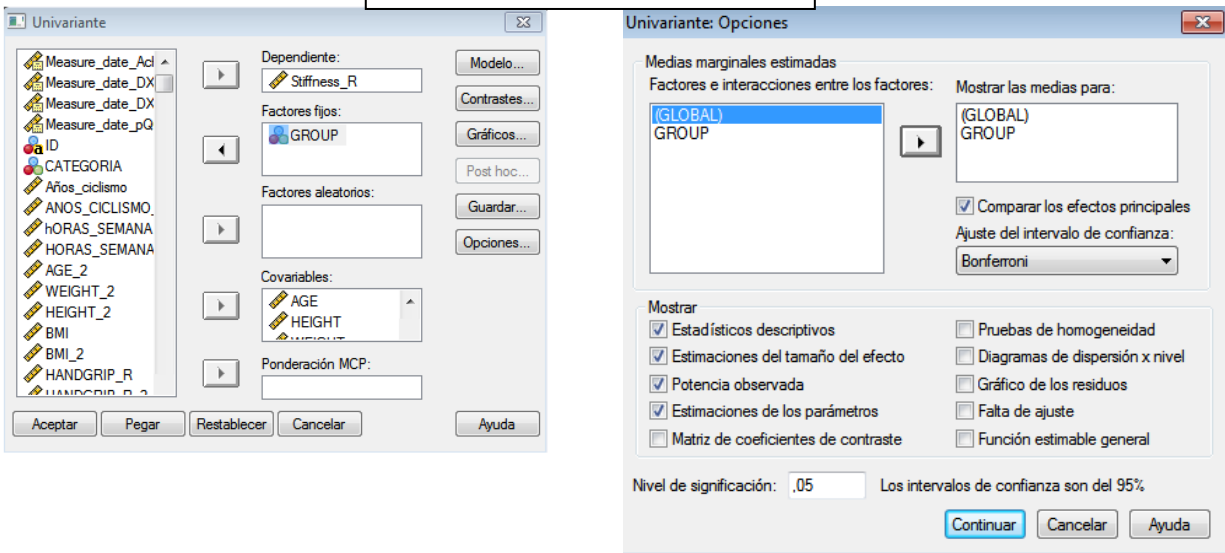 Univariante
Measure_date_Acl
Measure_date_DX
Measure_date_DX
Measure_date_pQ
ID
CATEGORIA
Años_ciclismo
ANOS_CICLISMO_
hORAS_SEMANA
HORAS_SEMANA
AGE_2
WEIGHT_2
HEIGHT_2
BMI
BMI_2
HANDGRIP_R
HANDGRIP_R_2
Dependiente:
Stiffness_R
Factores fijos:
GROUP
Factores aleatorios:
Covariables:
AGE
HEIGHT
WEIGHT
Ponderación MCP:
Modelo...
Contrastes...
Gráficos...
Post hoc...
Guardar...
Opciones...
Aceptar
Pegar
Restablecer
Cancelar
Ayuda
Univariante: Opciones
Medias marginales estimadas
Factores e interacciones entre los factores:
(GLOBAL)
GROUP
Mostrar las medias para:
(GLOBAL)
GROUP
Comparar los efectos principales
Ajuste del intervalo de confianza:
Bonferroni
Mostrar
Estadísticos descriptivos
Estimaciones del tamaño del efecto
Potencia observada
Estimaciones de los parámetros
Matriz de coeficientes de contraste
Pruebas de homogeneidad
Diagramas de dispersión x nivel
Gráfico de los residuos
Falta de ajuste
Función estimable general
Nivel de significación: ,05 Los intervalos de confianza son del 95%
Continuar
Cancelar
Ayuda